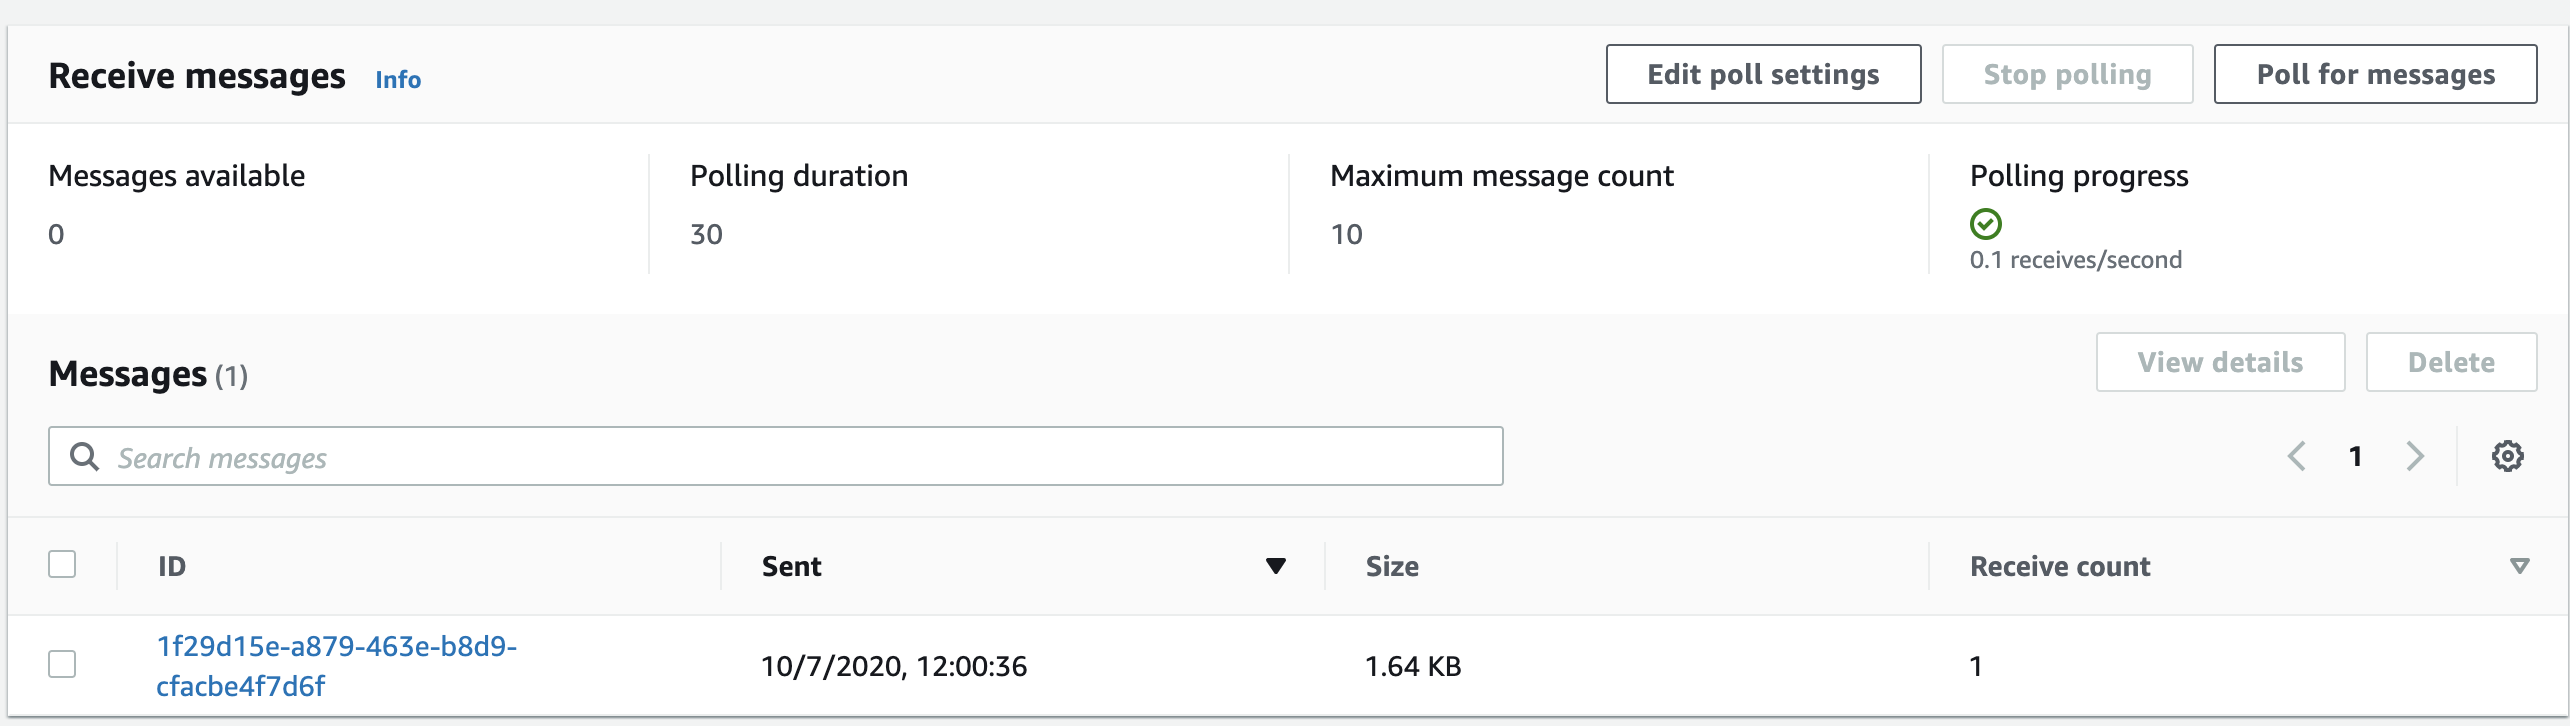 Receive messages Info Edit poll settings Stop polling Poll for messages
Messages available Polling duration Maximum message count Polling progress
0 30 10
0.1 receives/second
Messages (1) View details Delete
Search messages 1
ID Sent Size Receive count
1f29d15e-a879-463e-b8d9-
cfacbe4f7d6f 10/7/2020, 12:00:36 1.64 KB 1